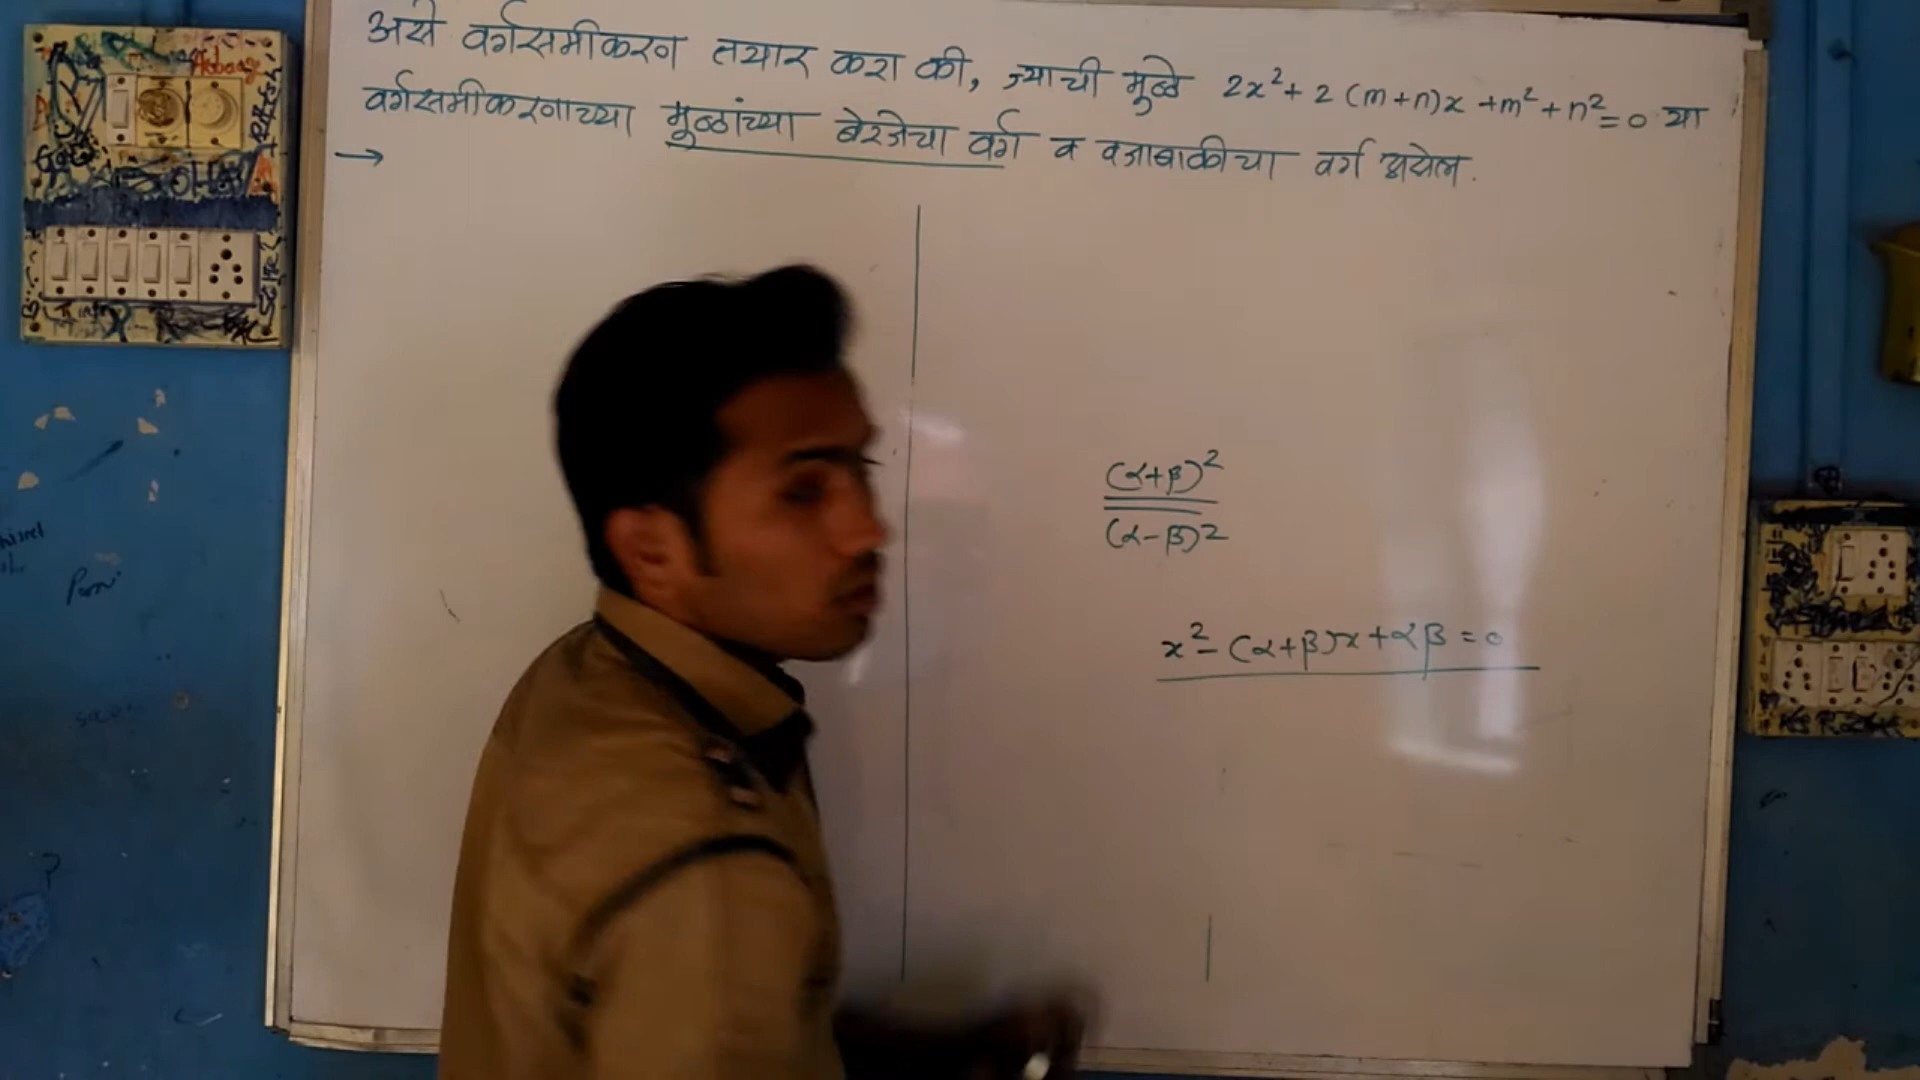 असे वर्गसमीकरण तयार करा की, ज्याची मुळे 2x²+2(m+n)x+m²+n²=0 या
वर्गसमीकरणाच्या मुळांच्या बेरजेचा वर्ग व वजाबाकीचा वर्ग असेल.
→
(α+β)²
(α-β)²
x²-(α+β)x+αβ=0